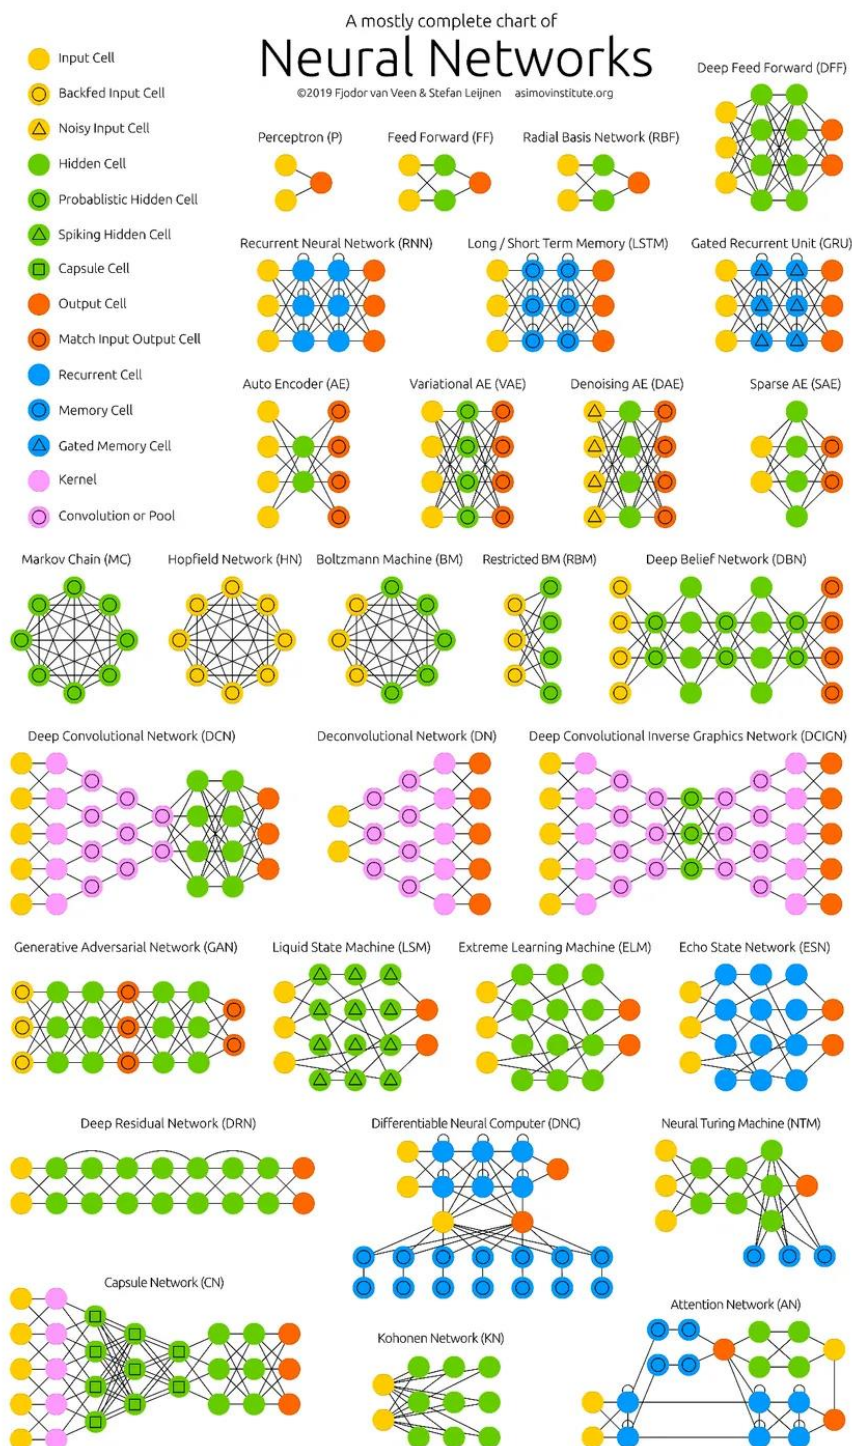 A mostly complete chart of
Neural Networks
©2019 Fjodor van Veen & Stefan Leijnen asimovinstitute.org
Input Cell
Backfed Input Cell
Noisy Input Cell
Hidden Cell
Probablistic Hidden Cell
Spiking Hidden Cell
Capsule Cell
Output Cell
Match Input Output Cell
Recurrent Cell
Memory Cell
Gated Memory Cell
Kernel
Convolution or Pool
Deep Feed Forward (DFF)
Perceptron (P)
Feed Forward (FF)
Radial Basis Network (RBF)
Recurrent Neural Network (RNN)
Long / Short Term Memory (LSTM)
Gated Recurrent Unit (GRU)
Auto Encoder (AE)
Variational AE (VAE)
Denoising AE (DAE)
Sparse AE (SAE)
Markov Chain (MC)
Hopfield Network (HN)
Boltzmann Machine (BM)
Restricted BM (RBM)
Deep Belief Network (DBN)
Deep Convolutional Network (DCN)
Deconvolutional Network (DN)
Deep Convolutional Inverse Graphics Network (DCIGN)
Generative Adversarial Network (GAN)
Liquid State Machine (LSM)
Extreme Learning Machine (ELM)
Echo State Network (ESN)
Deep Residual Network (DRN)
Differentiable Neural Computer (DNC)
Neural Turing Machine (NTM)
Capsule Network (CN)
Kohonen Network (KN)
Attention Network (AN)